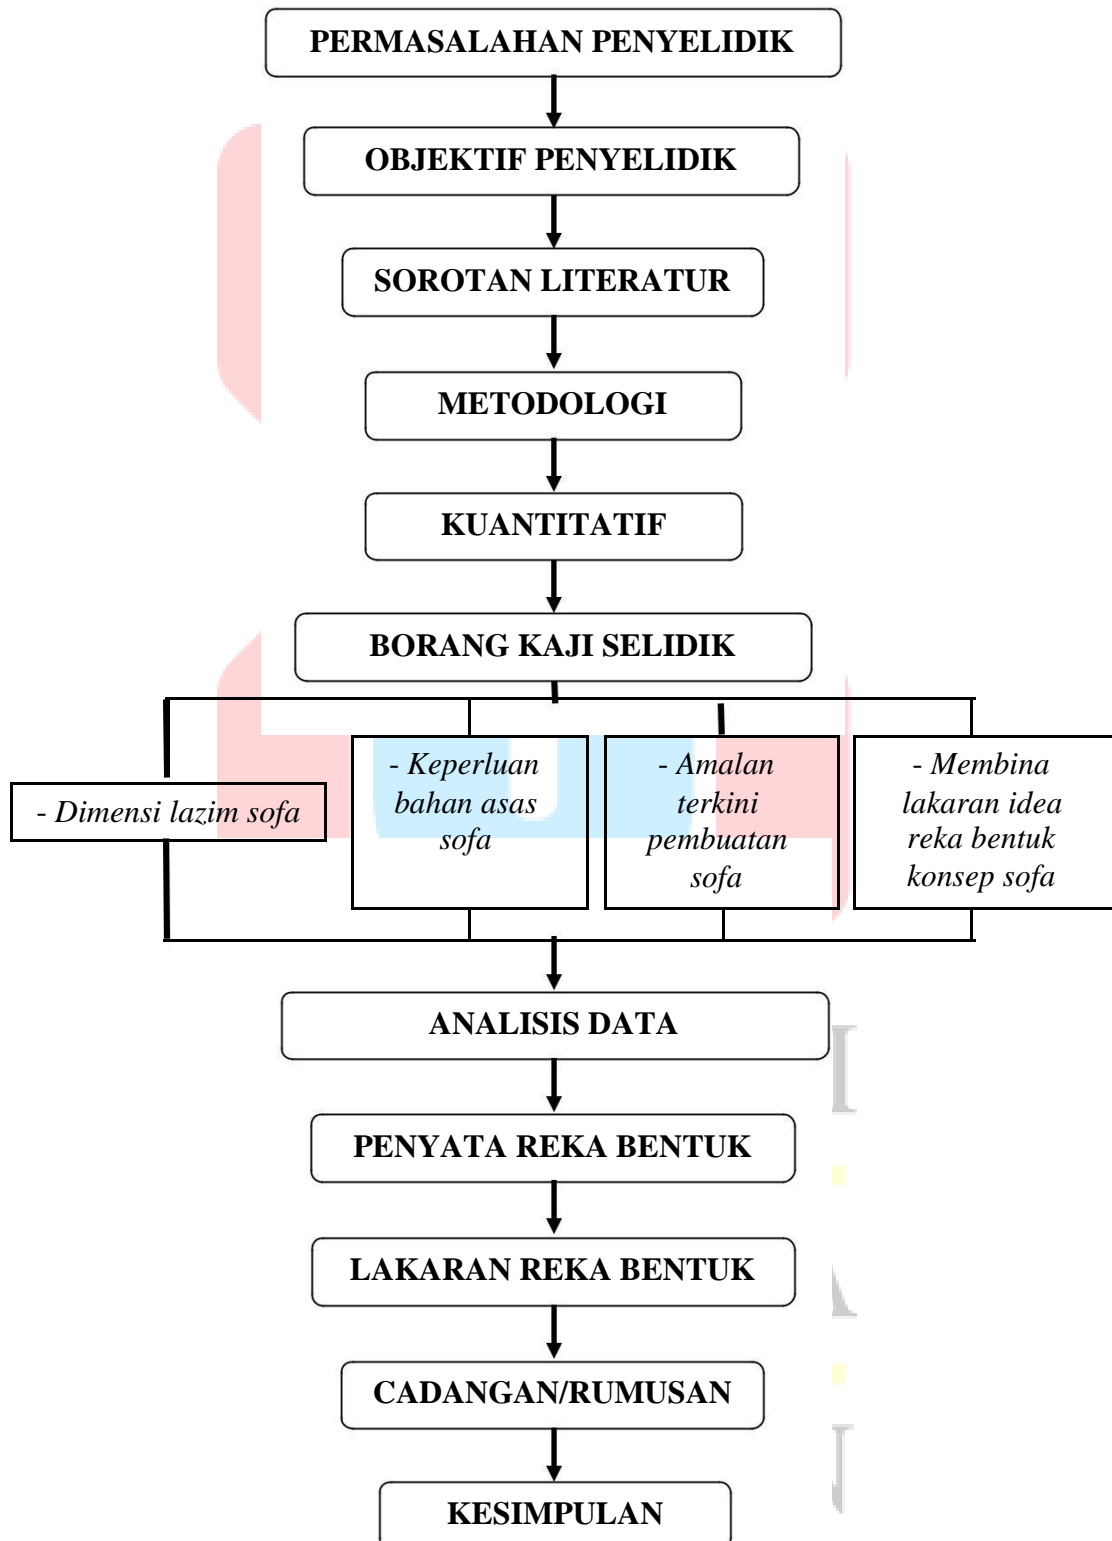 PERMASALAHAN PENYELIDIK
OBJEKTIF PENYELIDIK
SOROTAN LITERATUR
METODOLOGI
KUANTITATIF
BORANG KAJI SELIDIK
- Dimensi lazim sofa
- Keperluan
bahan asas
sofa
- Amalan
terkini
pembuatan
sofa
- Membina
lakaran idea
reka bentuk
konsep sofa
ANALISIS DATA
PENYATA REKA BENTUK
LAKARAN REKA BENTUK
CADANGAN/RUMUSAN
KESIMPULAN